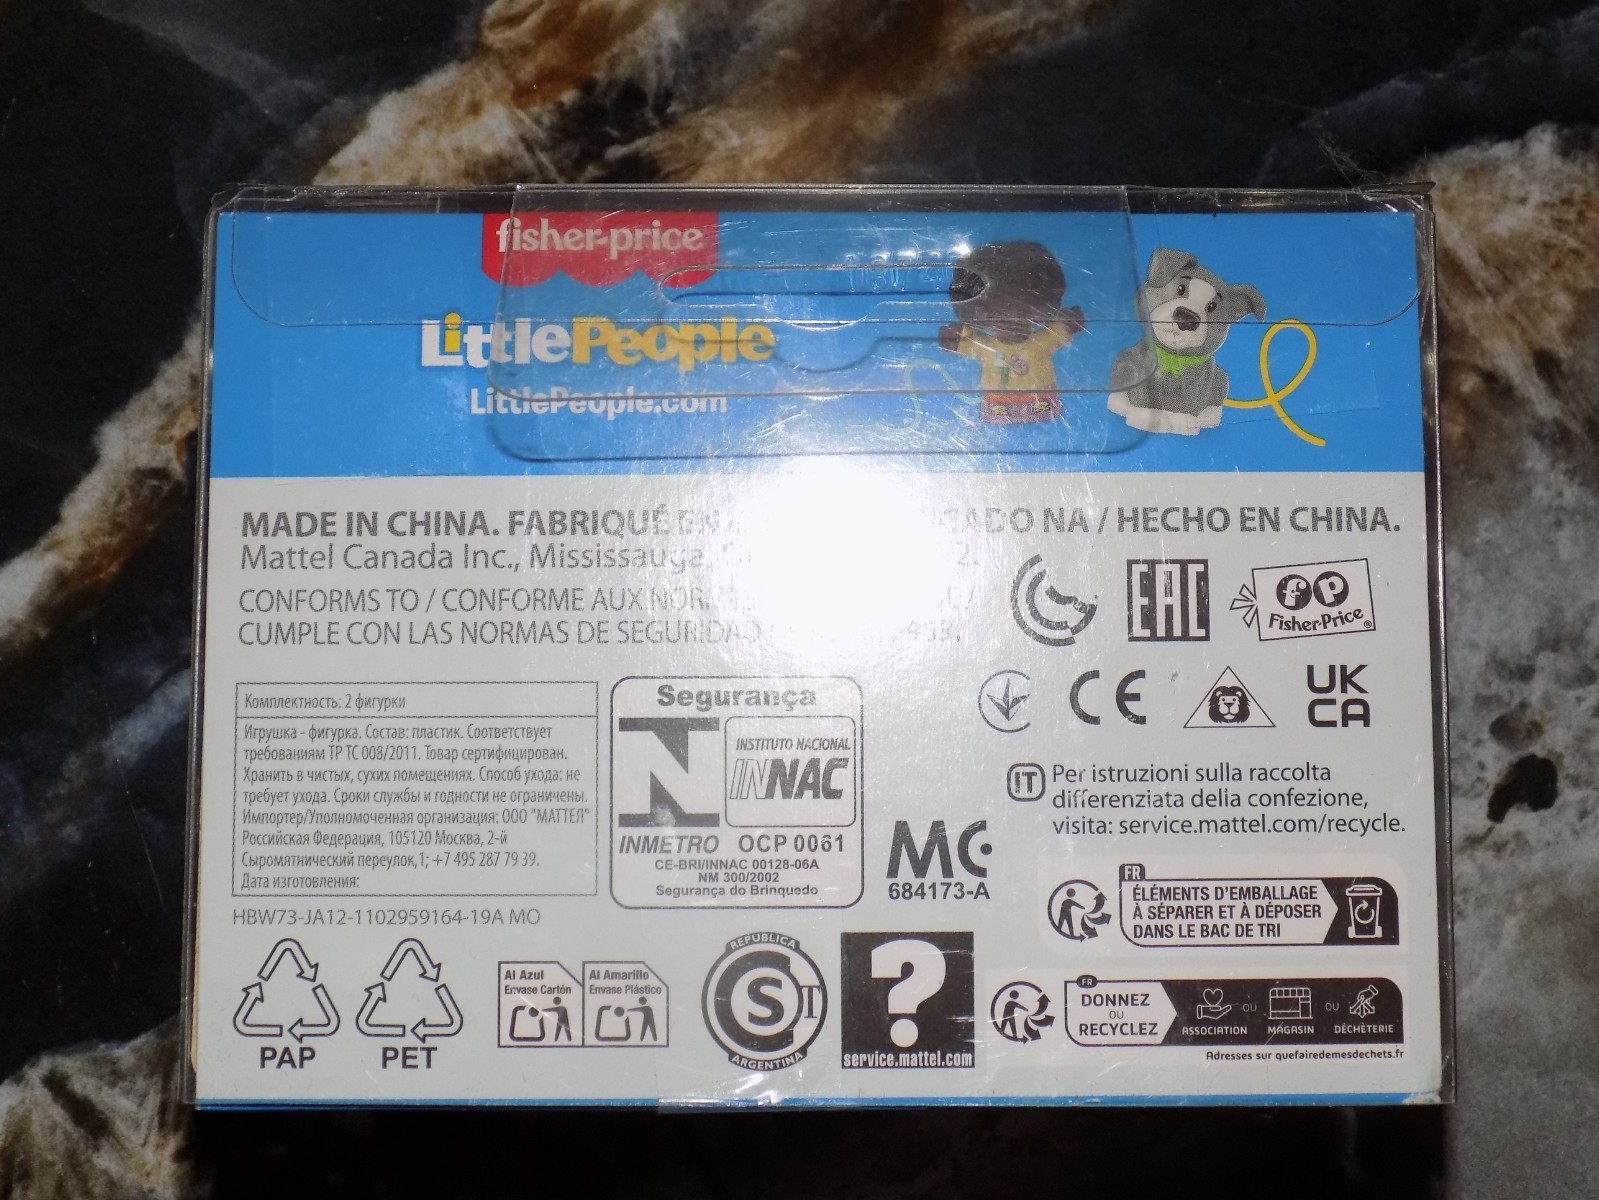 fisher-price
LittlePeople
LittlePeople.com
MADE IN CHINA. FABRIQUÉ EN NA / HECHO EN CHINA.
Mattel Canada Inc., Mississauga,
CONFORMS TO / CONFORME AUX
CUMPLE CON LAS NORMAS DE
EAC
fp
Fisher-Price®
CE
UK
CA
Комплектность: 2 фигурки
Игрушка - фигурка. Состав: пластик. Соответствует
требованиям ТР ТС 008/2011. Товар сертифицирован.
Хранить в чистых, сухих помещениях. Способ ухода: не
требует ухода. Сроки службы и годности не ограничены.
Импортер/Уполномоченная организация: ООО "МАТТЕЛ"
Российская Федерация, 105120 Москва, 2-й
Сыромятнический переулок,1; +7 495 287 79 39.
Дата изготовления:
HBW73-JA12-1102959164-19A MO
Segurança
N
INSTITUTO NACIONAL
INNAC
INMETRO OCP 0061
CE-BRI/INNAC 00128-06A
NM 300/2002
Segurança do Brinquedo
MC
684173-A
IT Per istruzioni sulla raccolta
differenziata della confezione,
visita: service.mattel.com/recycle.
FR
ÉLÉMENTS D'EMBALLAGE
À SÉPARER ET À DÉPOSER
DANS LE BAC DE TRI
PAP
PET
Al Azul
Envase Cartón
Al Amarillo
Envase Plástico
REPUBLICA
S
ARGENTINA
?
service.mattel.com
FR
DONNEZ
OU
RECYCLEZ
ASSOCIATION OU MAGASIN OU DÉCHÈTERIE
Adresses sur quefairedemesdechets.fr